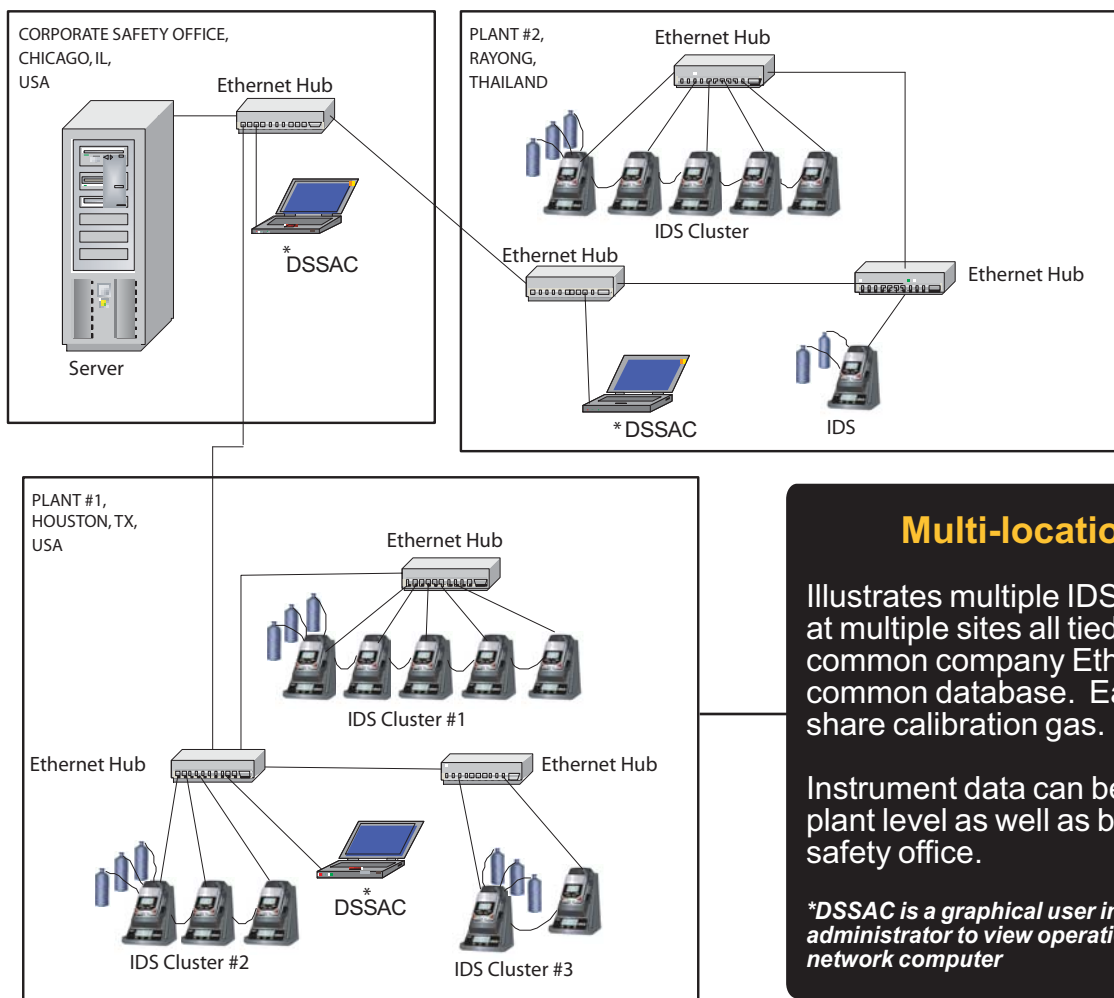 CORPORATE SAFETY OFFICE,
CHICAGO, IL,
USA
Ethernet Hub
*
DSSAC
Server
PLANT #2,
RAYONG,
THAILAND
Ethernet Hub
IDS Cluster
Ethernet Hub
Ethernet Hub
* DSSAC
IDS
PLANT #1,
HOUSTON, TX,
USA
Ethernet Hub
IDS Cluster #1
Ethernet Hub
Ethernet Hub
*
DSSAC
IDS Cluster #2
IDS Cluster #3
Multi-locatio
Illustrates multiple IDS
at multiple sites all tied
common company Eth
common database. Ea
share calibration gas.
Instrument data can be
plant level as well as b
safety office.
*DSSAC is a graphical user in
administrator to view operati
network computer